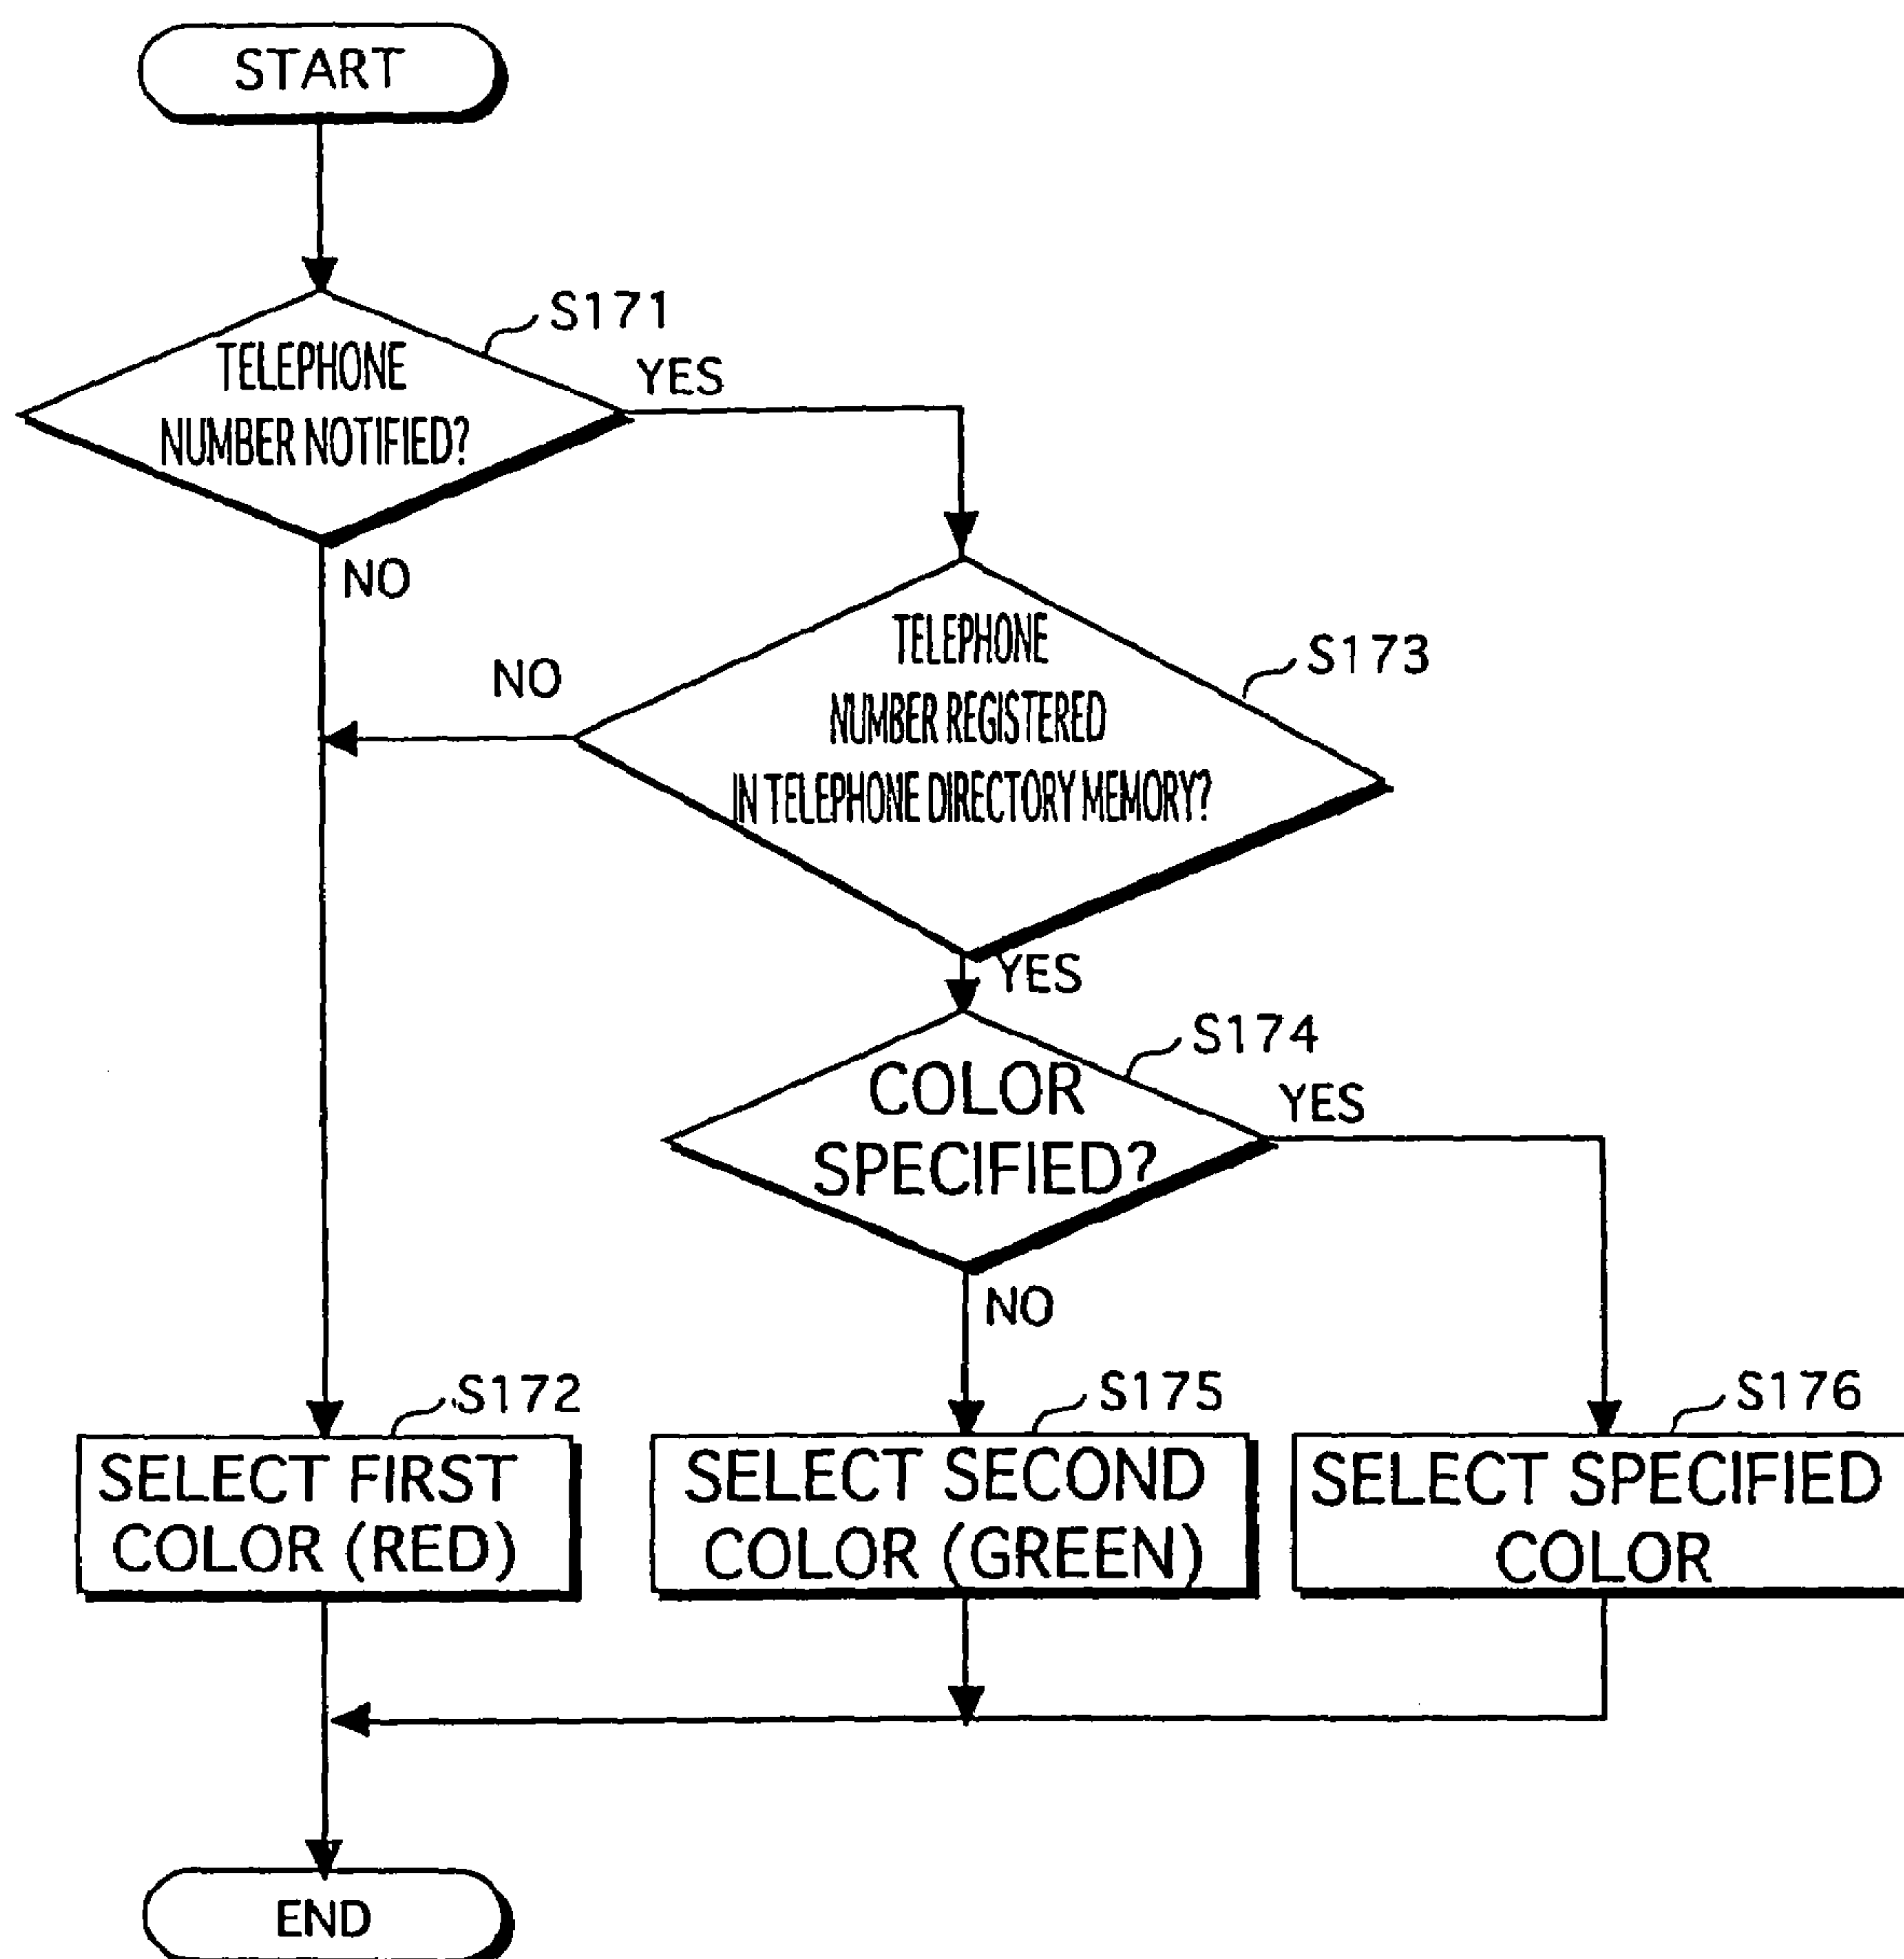 START
S171
TELEPHONE
NUMBER NOTIFIED?
YES
NO
TELEPHONE
NUMBER REGISTERED
IN TELEPHONE DIRECTORY MEMORY?
S173
NO
YES
S174
COLOR
SPECIFIED?
YES
NO
S172
SELECT FIRST
COLOR (RED)
S175
SELECT SECOND
COLOR (GREEN)
S176
SELECT SPECIFIED
COLOR
END